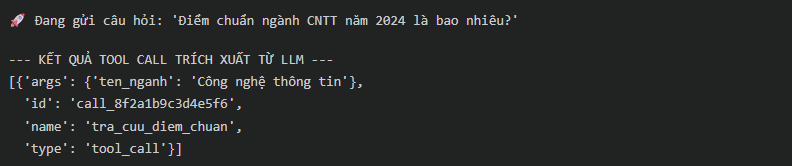 🚀 Đang gửi câu hỏi: 'Điểm chuẩn ngành CNTT năm 2024 là bao nhiêu?'
--- KẾT QUẢ TOOL CALL TRÍCH XUẤT TỪ LLM ---
[{'args': {'ten_nganh': 'Công nghệ thông tin'},
  'id': 'call_8f2a1b9c3d4e5f6',
  'name': 'tra_cuu_diem_chuan',
  'type': 'tool_call'}]